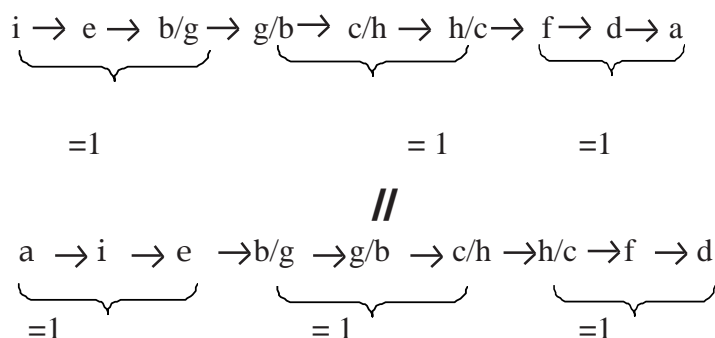 i → e → b/g → g/b → c/h → h/c → f → d → a
=1 = 1 =1
//
a → i → e → b/g → g/b → c/h → h/c → f → d
=1 = 1 =1